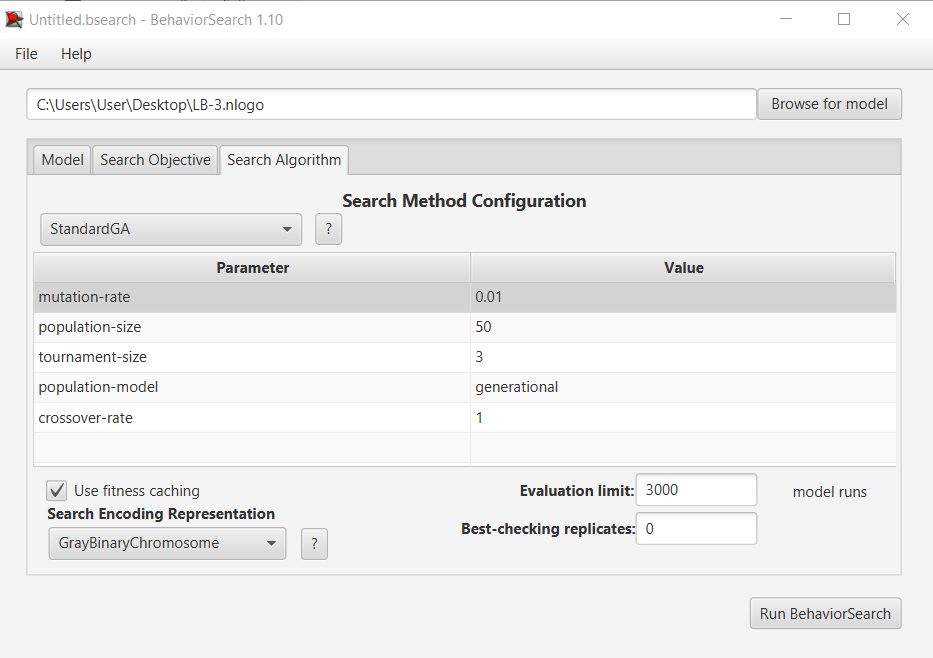 Untitled.bsearch - BehaviorSearch 1.10
File Help
C:\Users\User\Desktop\LB-3.nlogo Browse for model
Model Search Objective Search Algorithm
Search Method Configuration
StandardGA ?
Parameter Value
mutation-rate 0.01
population-size 50
tournament-size 3
population-model generational
crossover-rate 1
Use fitness caching Evaluation limit: 3000 model runs
Search Encoding Representation
Best-checking replicates: 0
GrayBinaryChromosome ?
Run BehaviorSearch